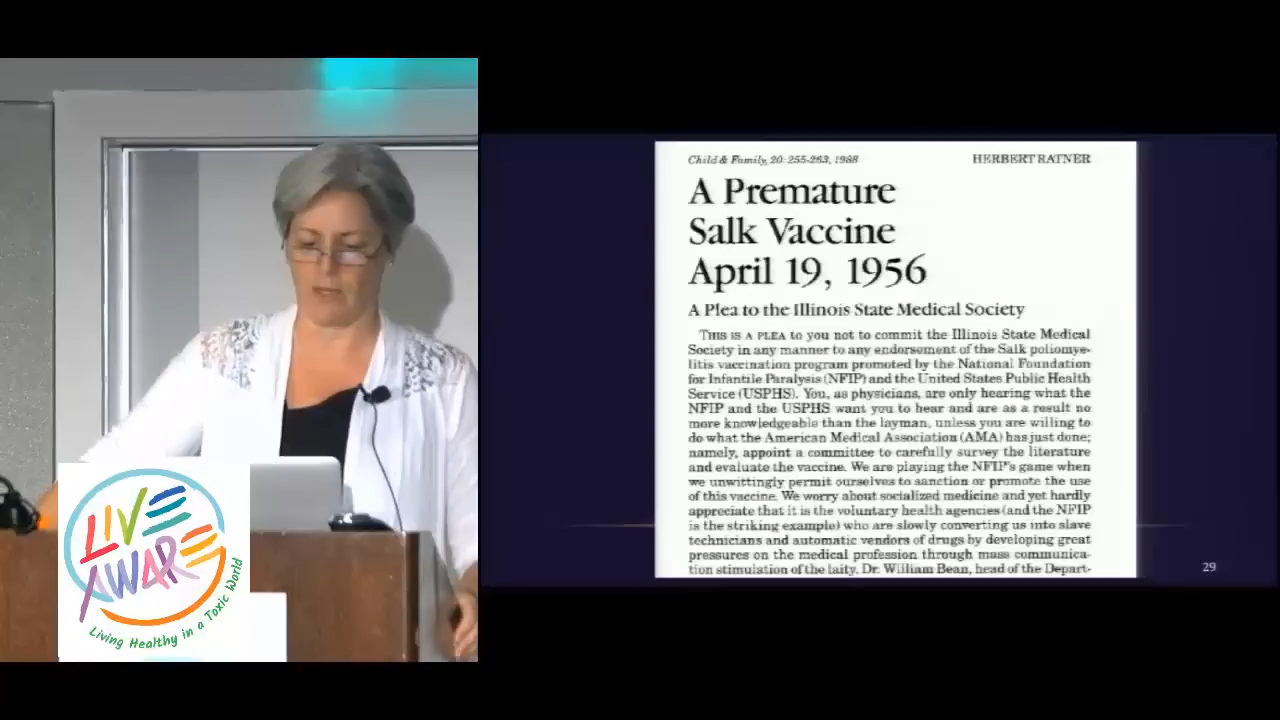 LIVE
AWARE
Living Healthy in a Toxic World
Child & Family, 20: 255-263, 1988 HERBERT RATNER
A Premature
Salk Vaccine
April 19, 1956
A Plea to the Illinois State Medical Society
THIS IS A PLEA to you not to commit the Illinois State Medical
Society in any manner to any endorsement of the Salk poliomye-
litis vaccination program promoted by the National Foundation
for Infantile Paralysis (NFIP) and the United States Public Health
Service (USPHS). You, as physicians, are only hearing what the
NFIP and the USPHS want you to hear and are as a result no
more knowledgeable than the layman, unless you are willing to
do what the American Medical Association (AMA) has just done;
namely, appoint a committee to carefully survey the literature
and evaluate the vaccine. We are playing the NFIP's game when
we unwittingly permit ourselves to sanction or promote the use
of this vaccine. We worry about socialized medicine and yet hardly
appreciate that it is the voluntary health agencies (and the NFIP
is the striking example) who are slowly converting us into slave
technicians and automatic vendors of drugs by developing great
pressures on the medical profession through mass communica-
tion stimulation of the laity. Dr. William Bean, head of the Depart-
29